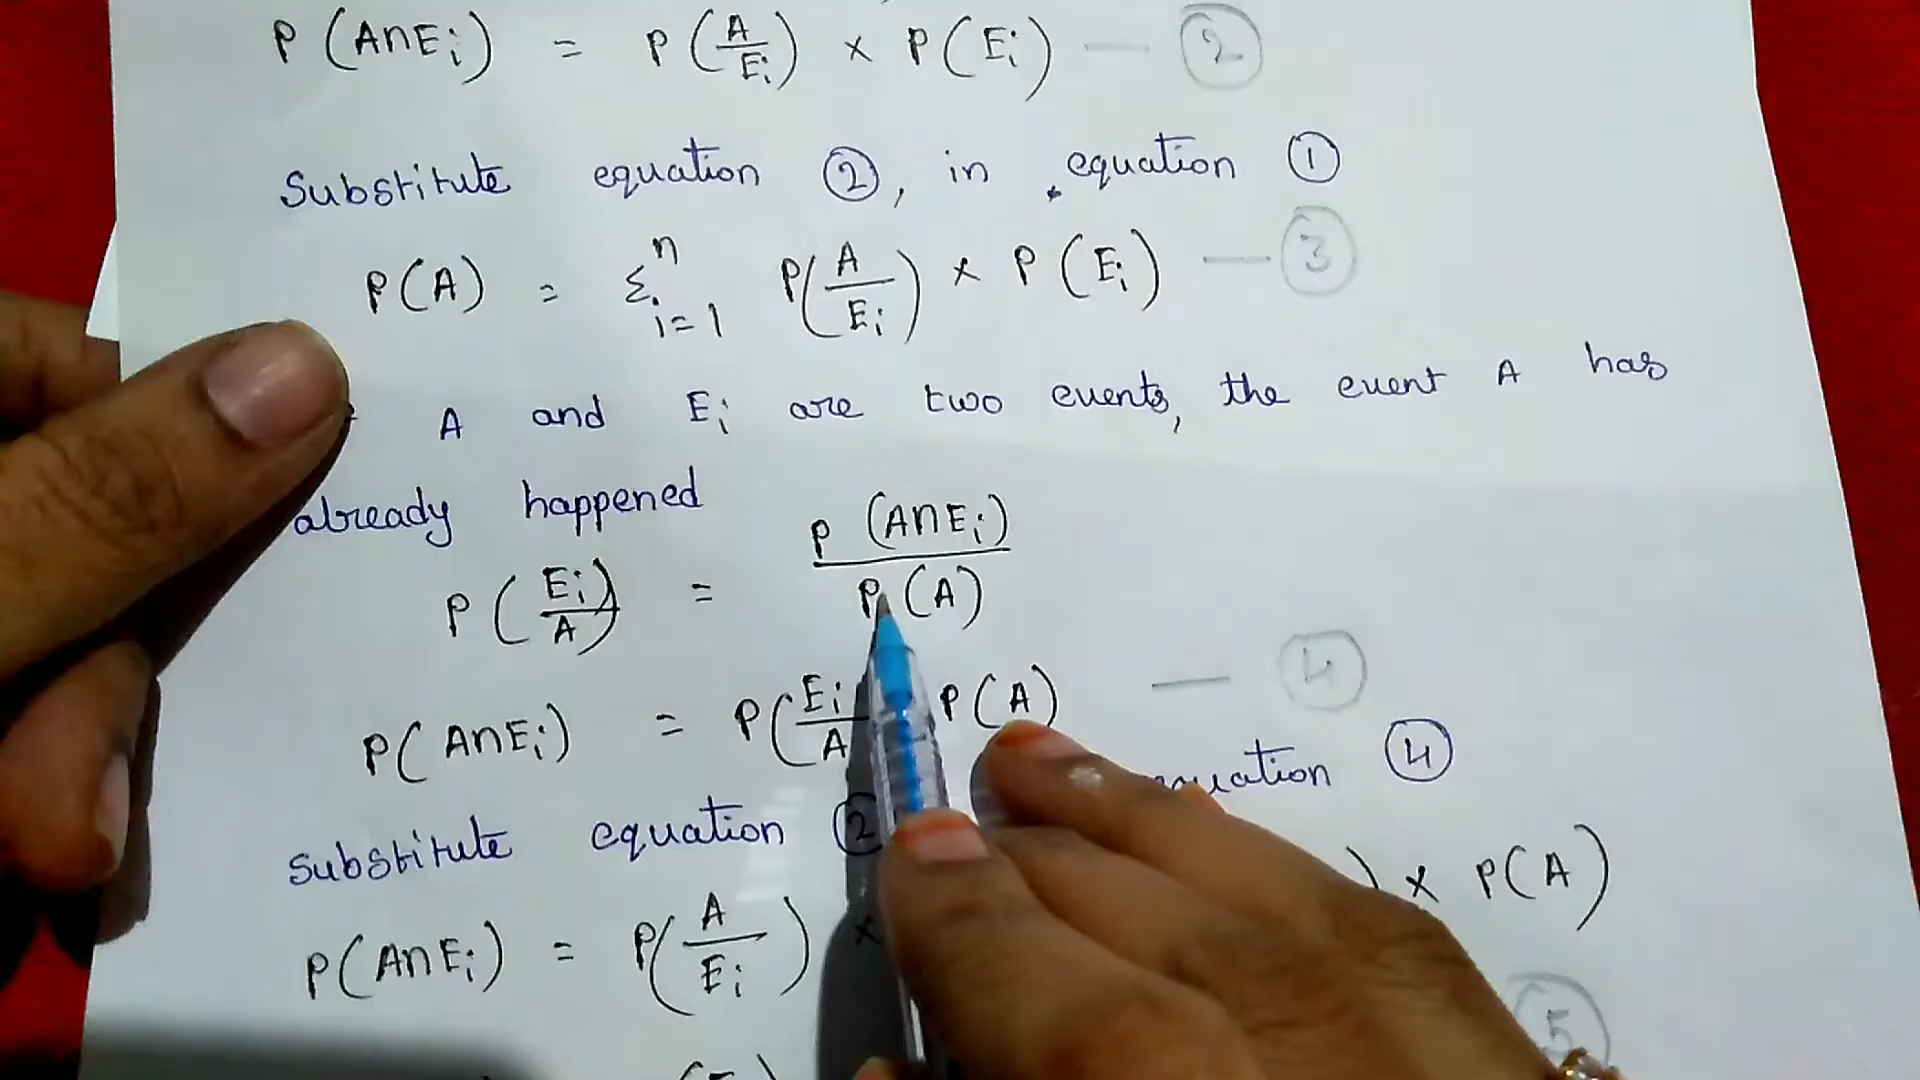 P (A∩Eᵢ) = P (A/Eᵢ) × P(Eᵢ) — ②
Substitute equation ②, in equation ①
P(A) = Σⁿᵢ₌₁ P(A/Eᵢ) × P(Eᵢ) — ③
A and Eᵢ are two events, the event A has
already happened
P (Eᵢ/A) = P (A∩Eᵢ)/P (A)
P(A∩Eᵢ) = P(Eᵢ/A P(A) — ④
substitute equation ② equation ④
) × P(A)
P(A∩Eᵢ) = P(A/Eᵢ) ×
⑤